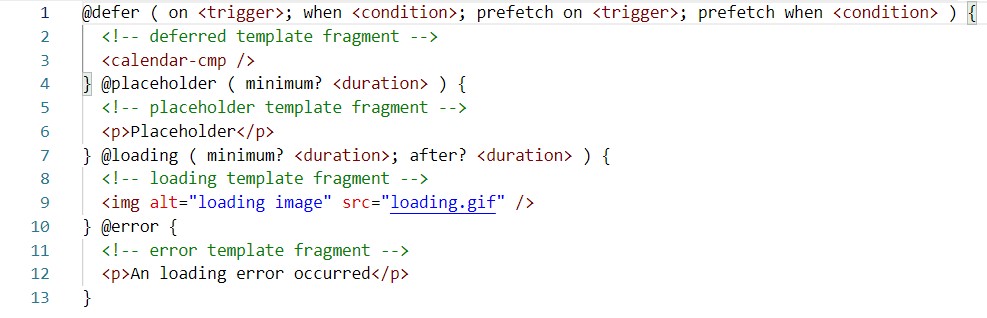 1 @defer ( on <trigger>; when <condition>; prefetch on <trigger>; prefetch when <condition> ) {
2 <!-- deferred template fragment -->
3 <calendar-cmp />
4 } @placeholder ( minimum? <duration> ) {
5 <!-- placeholder template fragment -->
6 <p>Placeholder</p>
7 } @loading ( minimum? <duration>; after? <duration> ) {
8 <!-- loading template fragment -->
9 <img alt="loading image" src="loading.gif" />
10 } @error {
11 <!-- error template fragment -->
12 <p>An loading error occurred</p>
13 }